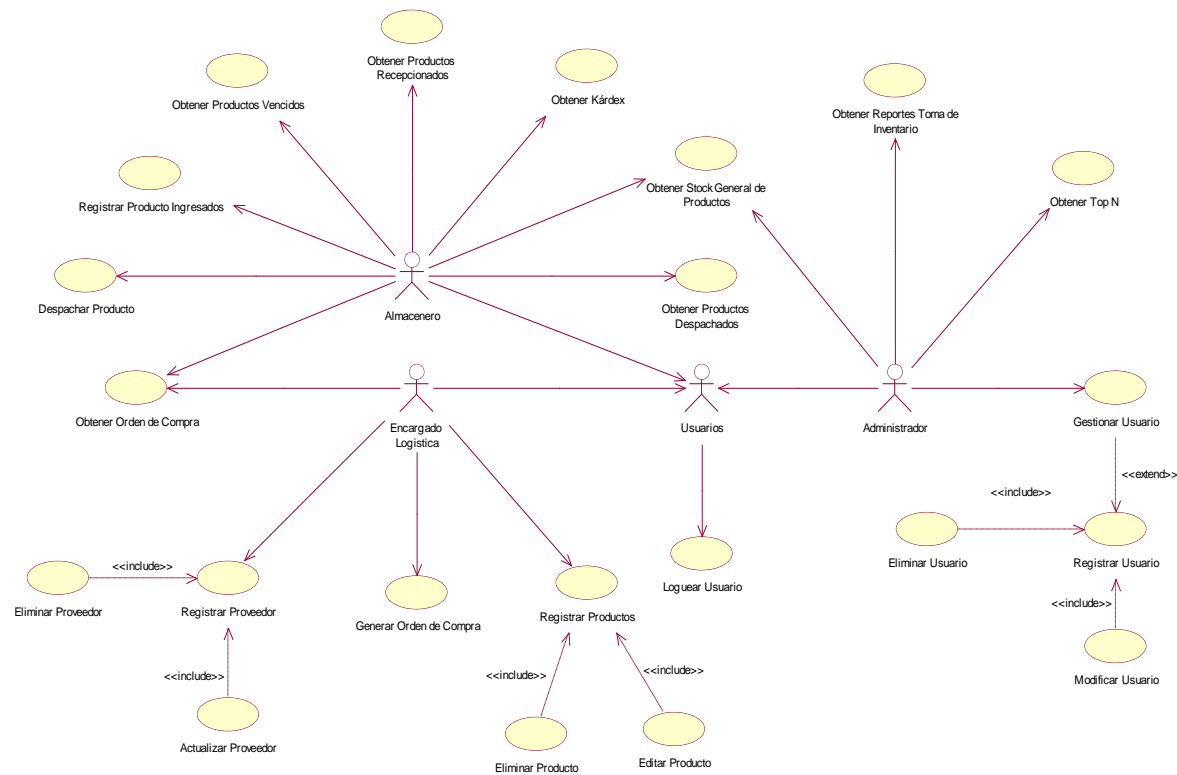 Obtener Productos
Recepcionados
Obtener Productos Vencidos
Obtener Kárdex
Obtener Reportes Toma de
Inventario
Obtener Stock General de
Productos
Obtener Top N
Registrar Producto Ingresados
Despachar Producto
Almacenero
Obtener Productos
Despachados
Obtener Orden de Compra
Encargado
Logistica
Usuarios
Administrador
Gestionar Usuario
<<extend>>
<<include>>
Eliminar Usuario
Registrar Usuario
<<include>>
Eliminar Proveedor
Registrar Proveedor
Generar Orden de Compra
Registrar Productos
Loguear Usuario
<<include>>
<<include>>
<<include>>
<<include>>
Modificar Usuario
Actualizar Proveedor
Eliminar Producto
Editar Producto